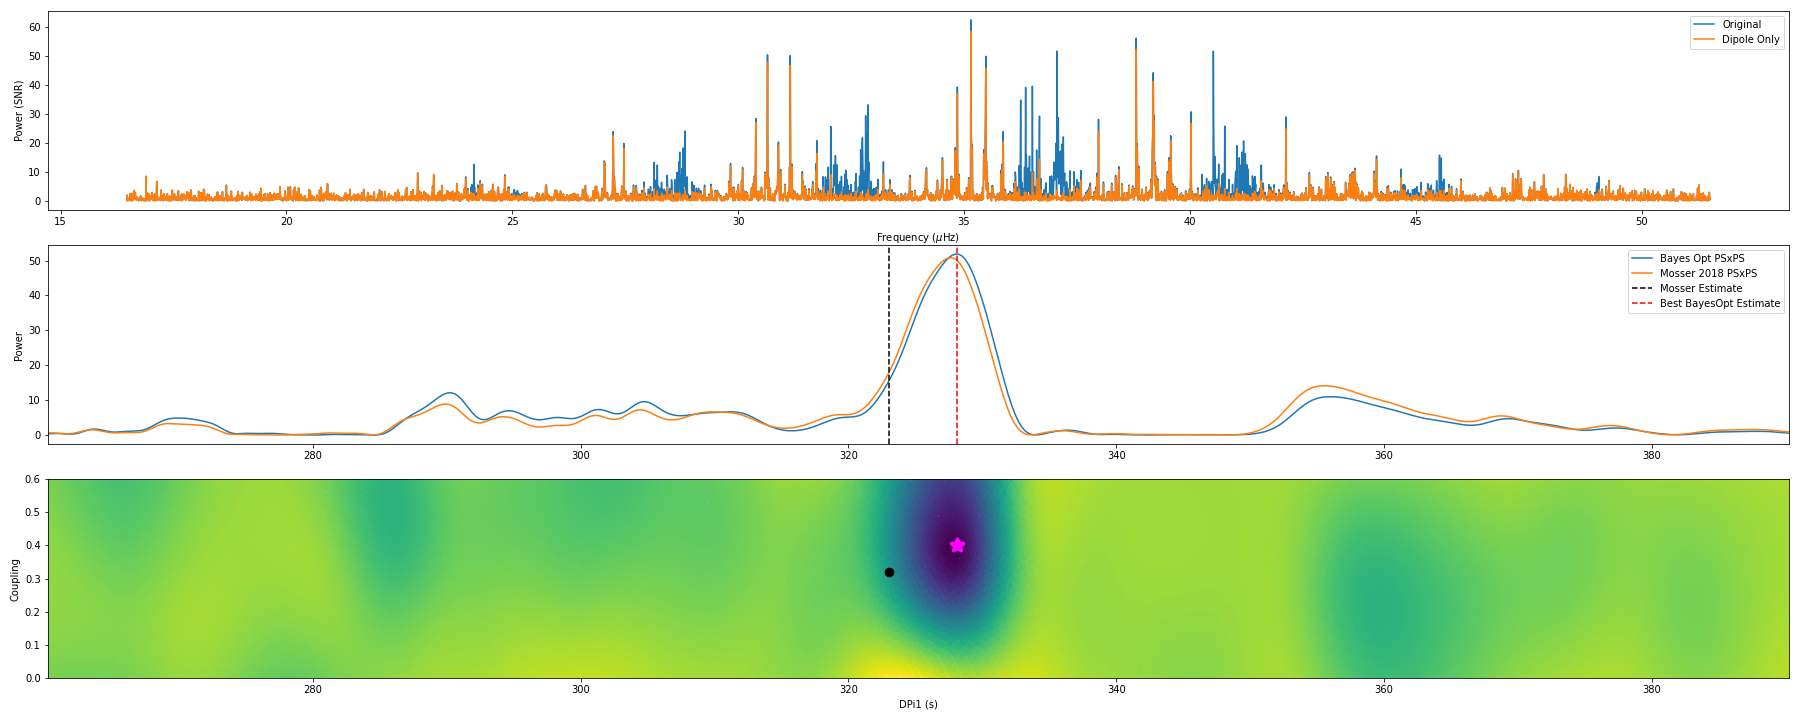 60
50
40
30
20
10
0
Power (SNR)
Original
Dipole Only
15 20 25 30 35 40 45 50
Frequency (μHz)
50
40
30
20
10
0
Power
Bayes Opt PSxPS
Mosser 2018 PSxPS
Mosser Estimate
Best BayesOpt Estimate
280 300 320 340 360 380
0.6
0.5
0.4
0.3
0.2
0.1
0.0
Coupling
280 300 320 340 360 380
DPi1 (s)